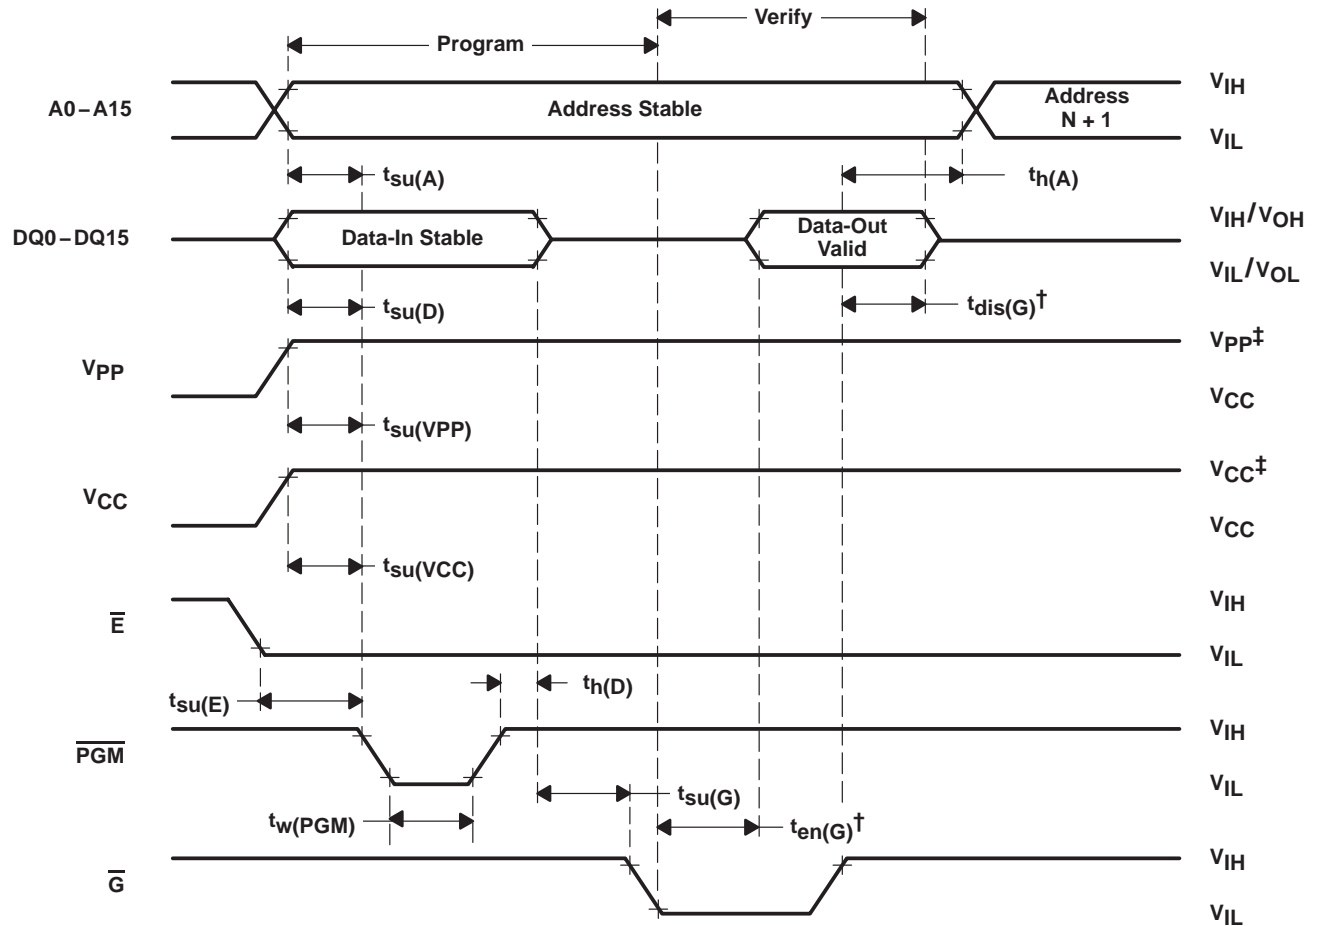 Verify
Program
A0–A15
Address Stable
Address
N + 1
VIH
VIL
tsu(A)
th(A)
DQ0–DQ15
Data-In Stable
Data-Out
Valid
VIH/VOH
VIL/VOL
tsu(D)
tdis(G)†
VPP
VPP‡
VCC
tsu(VPP)
VCC
VCC‡
VCC
tsu(VCC)
E
VIH
VIL
tsu(E)
th(D)
PGM
VIH
VIL
tsu(G)
tw(PGM)
ten(G)†
G
VIH
VIL